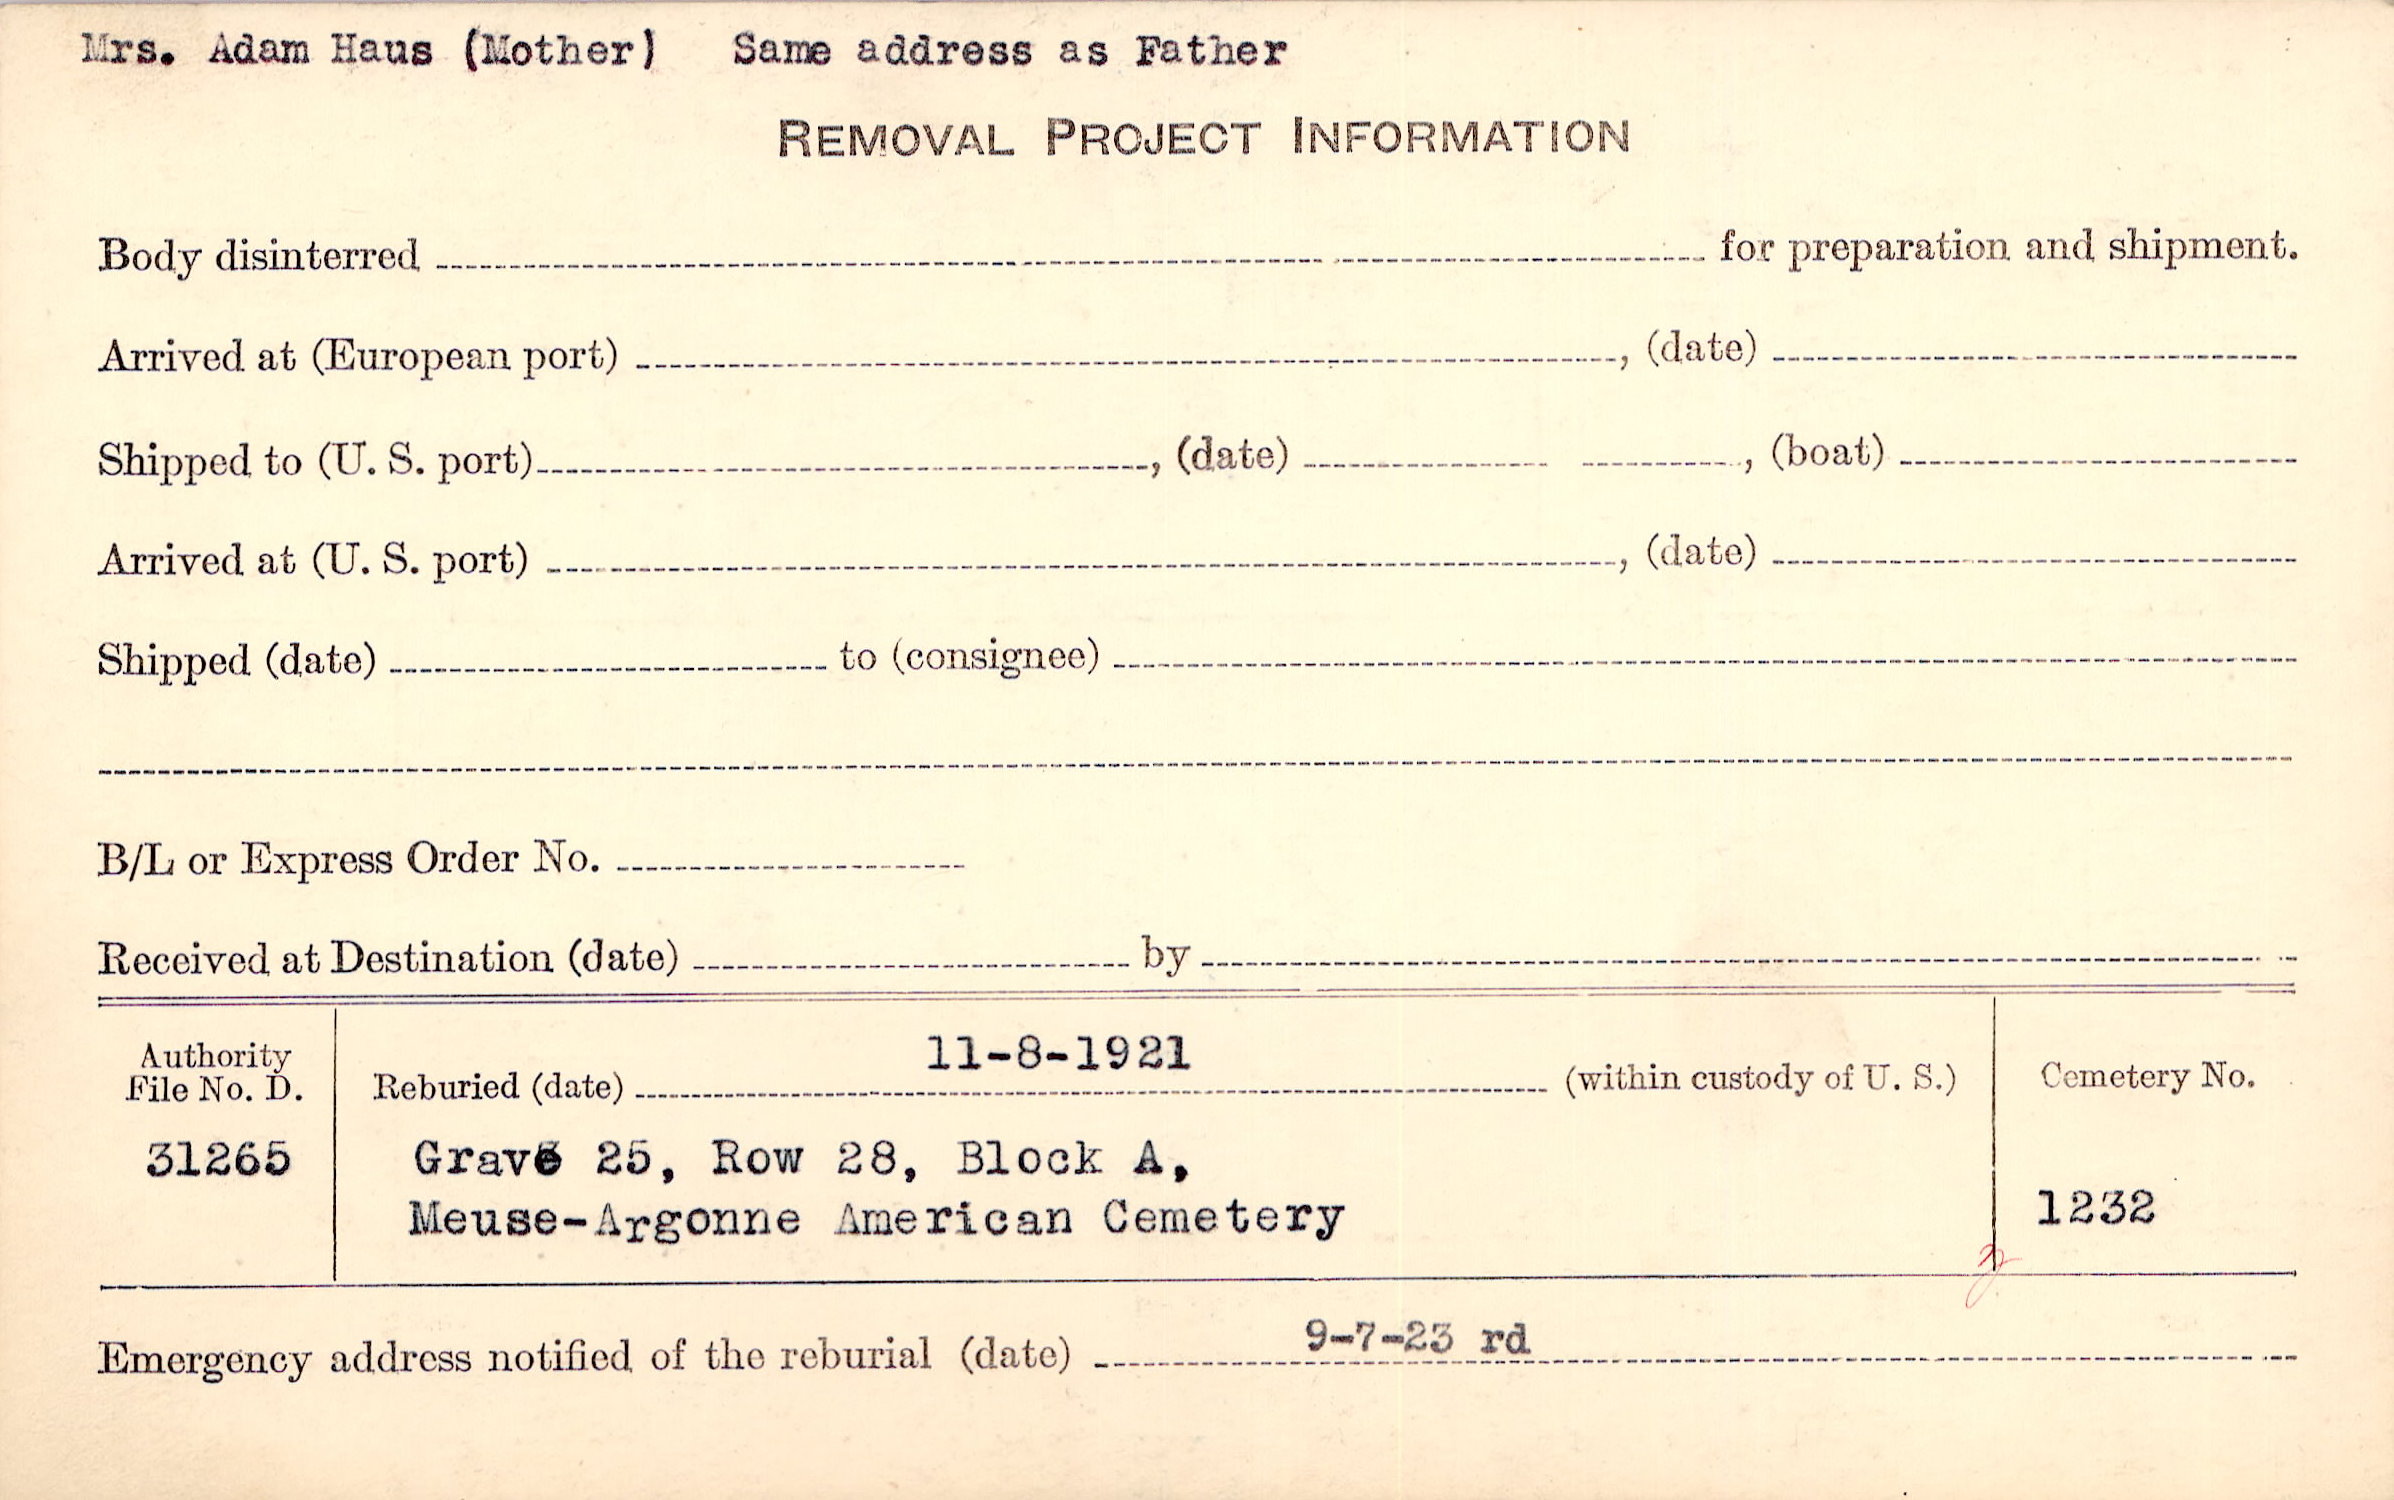 Mrs. Adam Haus (Mother) Same address as Father
REMOVAL PROJECT INFORMATION
Body disinterred for preparation and shipment.
Arrived at (European port) , (date)
Shipped to (U. S. port) , (date) , (boat)
Arrived at (U. S. port) , (date)
Shipped (date) to (consignee)
B/L or Express Order No.
Received at Destination (date) by
Authority
File No. D.
31265
Reburied (date) 11-8-1921 (within custody of U. S.)
Grave 25, Row 28, Block A,
Meuse-Argonne American Cemetery
Cemetery No.
1232
Emergency address notified of the reburial (date) 9-7-23 rd